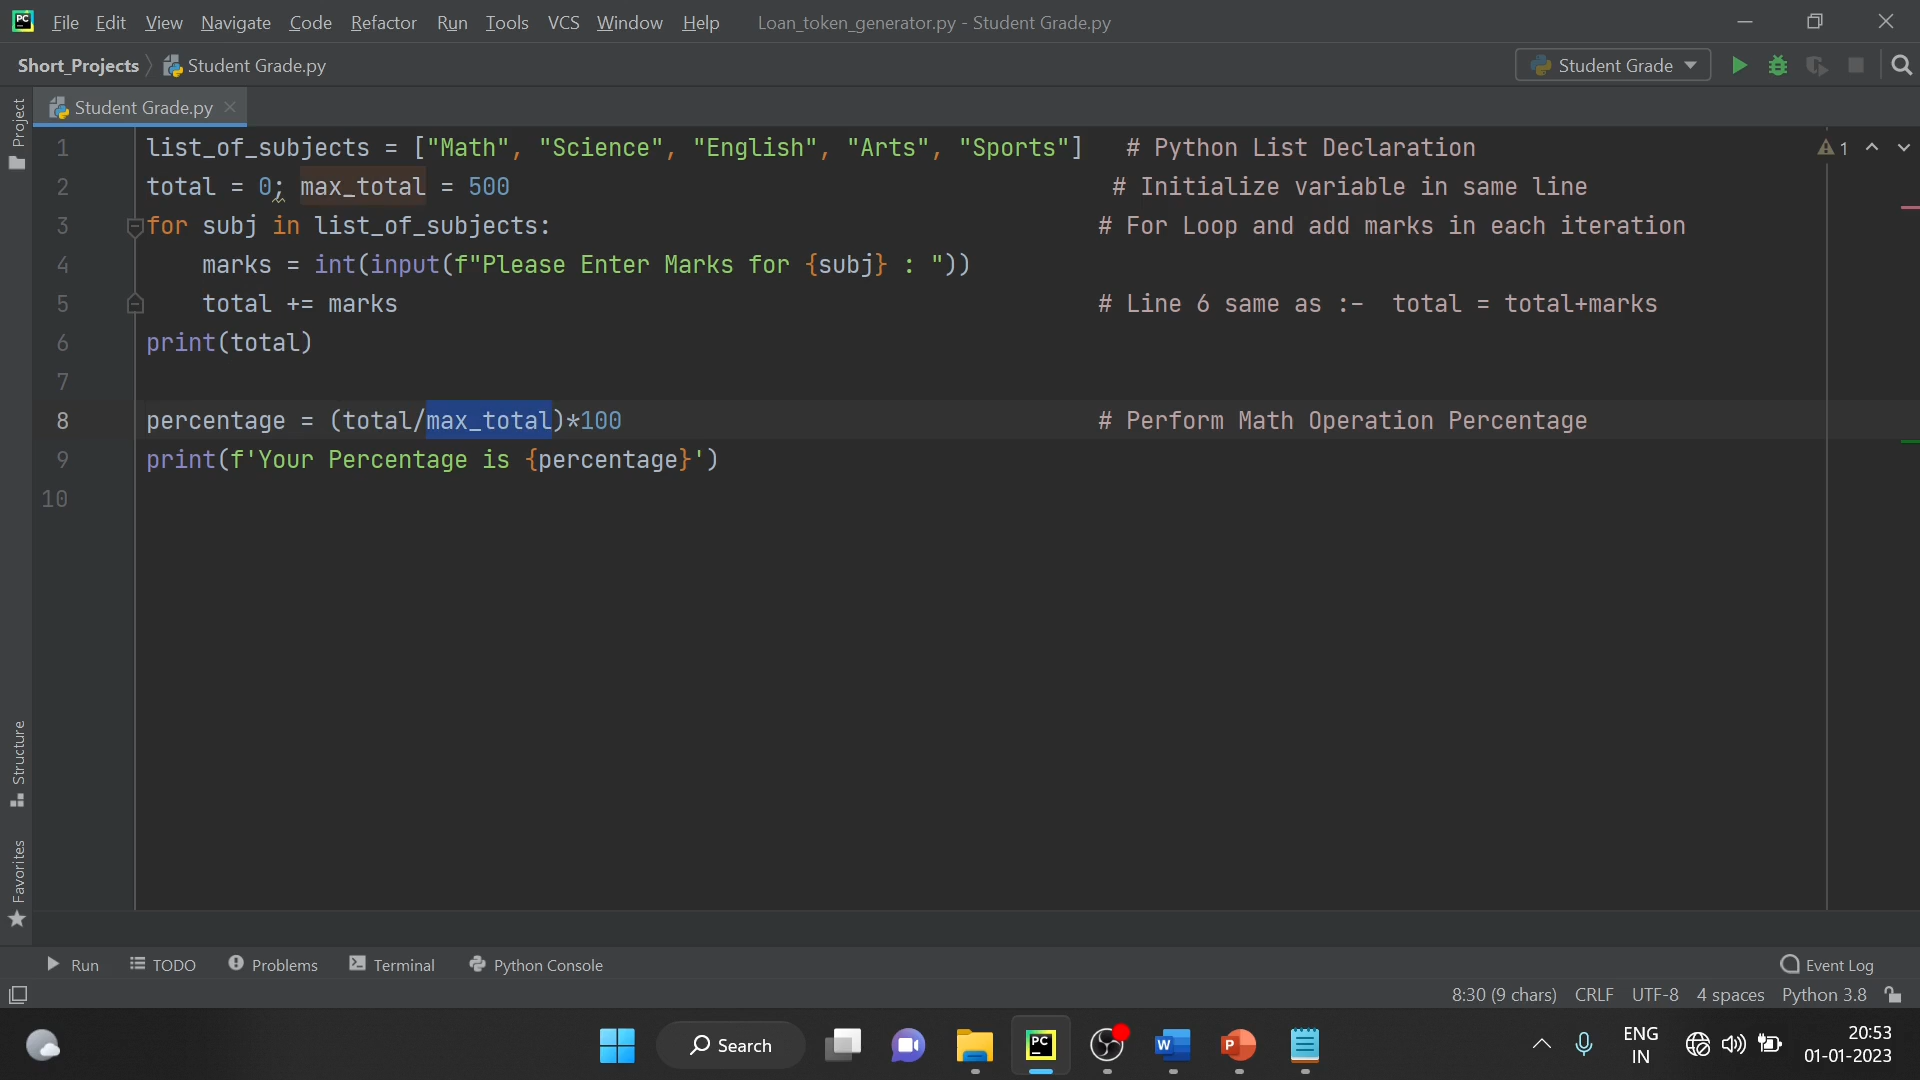 PC File Edit View Navigate Code Refactor Run Tools VCS Window Help Loan_token_generator.py - Student Grade.py
Short_Projects Student Grade.py Student Grade
Project
Student Grade.py
1 list_of_subjects = ["Math", "Science", "English", "Arts", "Sports"] # Python List Declaration 1
2 total = 0; max_total = 500 # Initialize variable in same line
3 for subj in list_of_subjects: # For Loop and add marks in each iteration
4 marks = int(input(f"Please Enter Marks for {subj} : "))
5 total += marks # Line 6 same as :- total = total+marks
6 print(total)
7
8 percentage = (total/max_total)*100 # Perform Math Operation Percentage
9 print(f'Your Percentage is {percentage}')
10
Structure
Favorites
Run TODO Problems Terminal Python Console Event Log
8:30 (9 chars) CRLF UTF-8 4 spaces Python 3.8
Search PC W P ENG 20:53
IN 01-01-2023